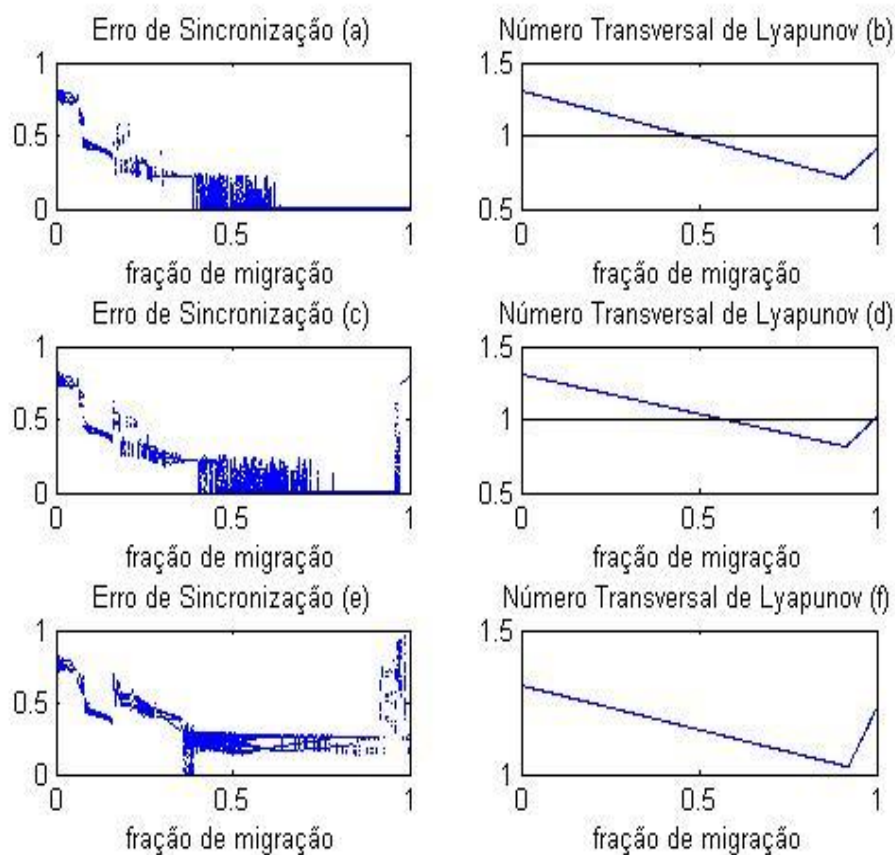 Erro de Sincronização (a)
1
0.5
0
0
0.5
1
fração de migração
Número Transversal de Lyapunov (b)
1.5
1
0.5
0
0.5
1
fração de migração
Erro de Sincronização (c)
1
0.5
0
0
0.5
1
fração de migração
Número Transversal de Lyapunov (d)
1.5
1
0.5
0
0.5
1
fração de migração
Erro de Sincronização (e)
1
0.5
0
0
0.5
1
fração de migração
Número Transversal de Lyapunov (f)
1.5
1
0
0.5
1
fração de migração